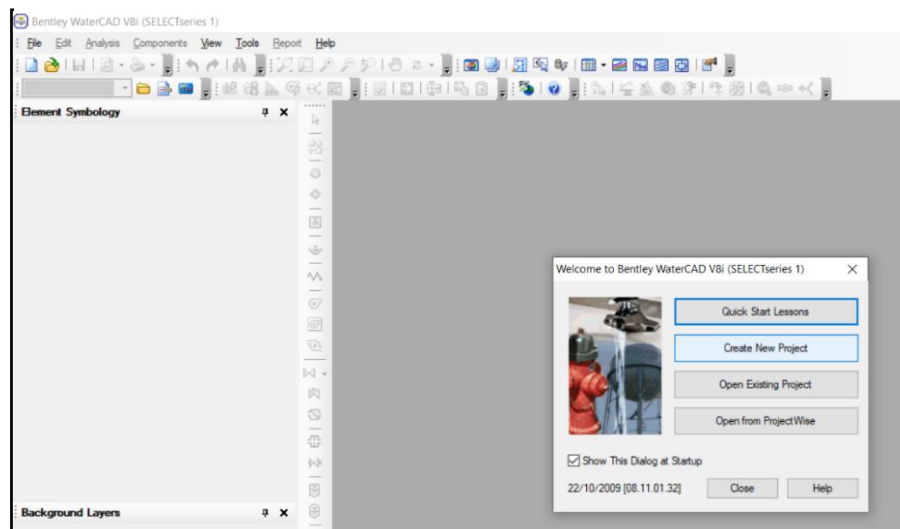 Bentley WaterCAD V8i (SELECTseries 1)
File Edit Analysis Components View Tools Report Help
Element Symbology
Welcome to Bentley WaterCAD V8i (SELECTseries 1)
Quick Start Lessons
Create New Project
Open Existing Project
Open from ProjectWise
Show This Dialog at Startup
22/10/2009 [08.11.01.32] Close Help
Background Layers